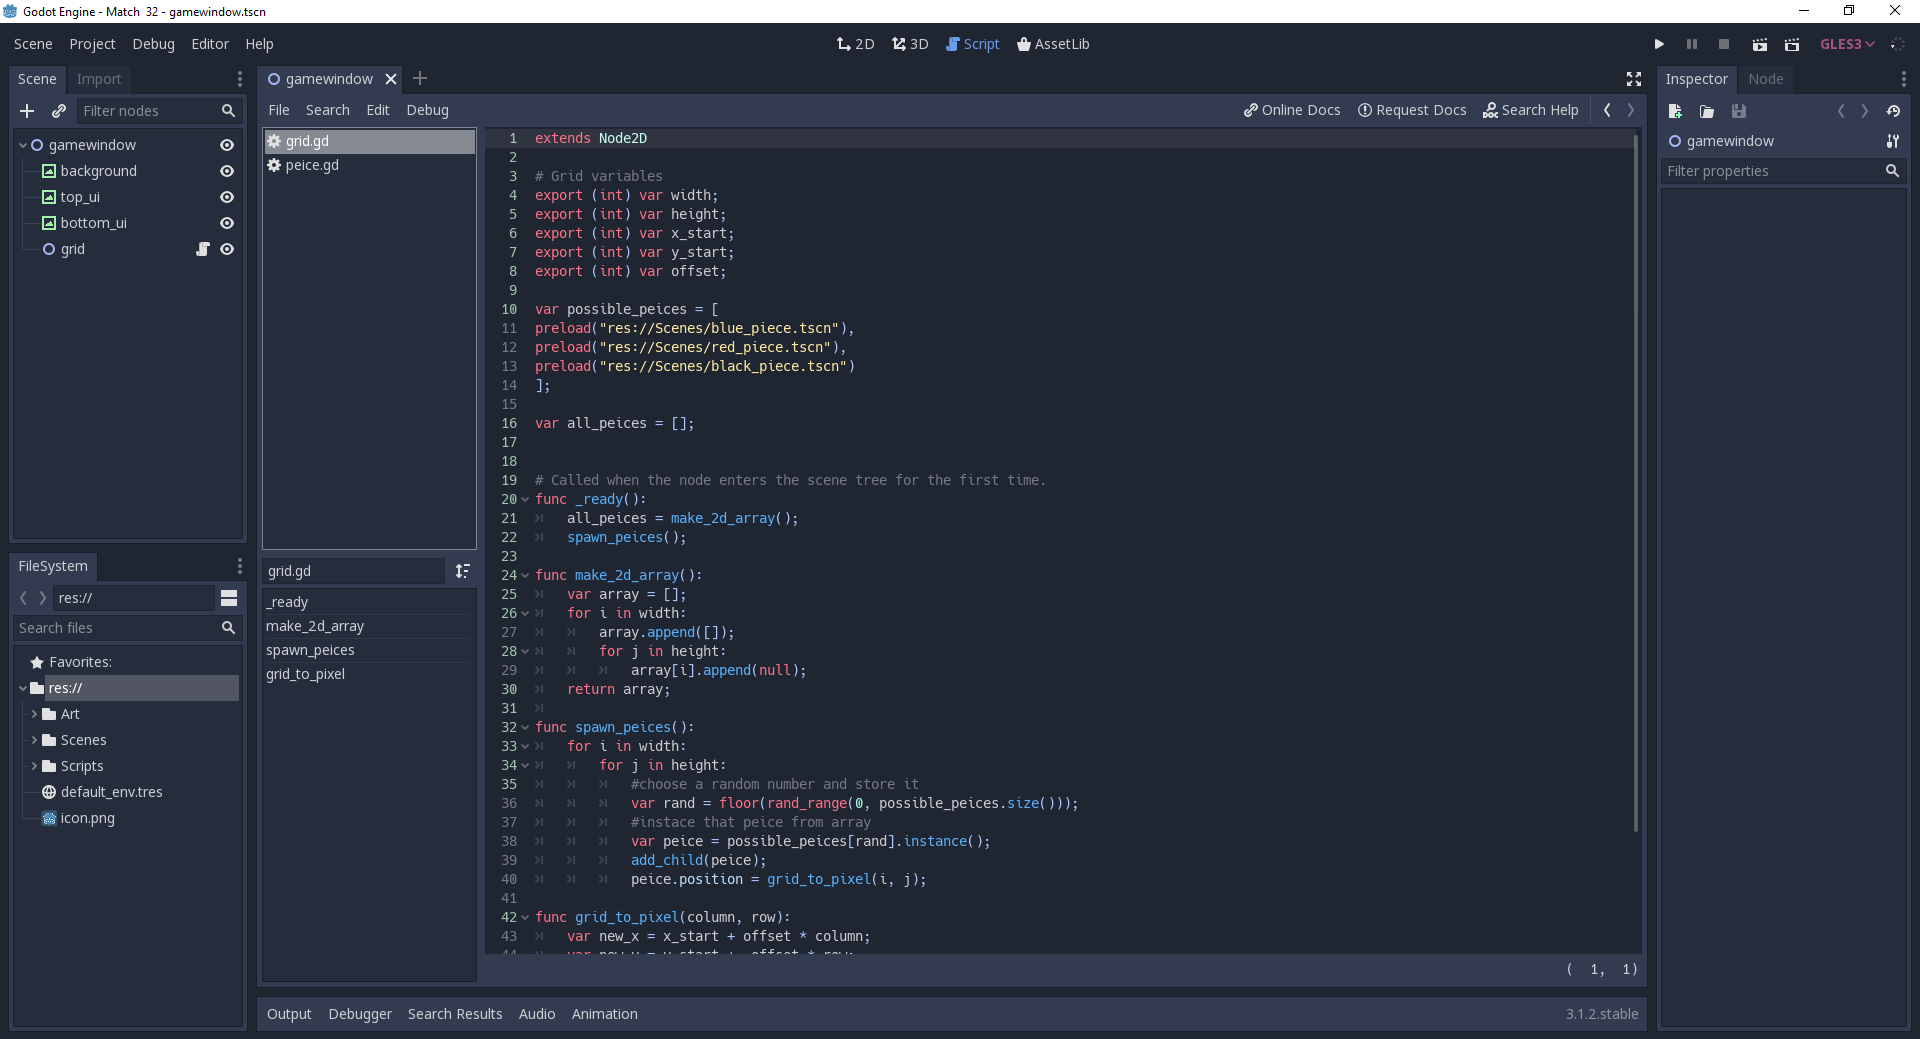 Godot Engine - Match  32 - gamewindow.tscn
Scene Project Debug Editor Help
2D 3D Script AssetLib
GLES3
Scene Import
Filter nodes
gamewindow
background
top_ui
bottom_ui
grid
FileSystem
res://
Search files
Favorites:
res://
Art
Scenes
Scripts
default_env.tres
icon.png
gamewindow
File Search Edit Debug
Online Docs Request Docs Search Help
grid.gd
peice.gd
grid.gd
_ready
make_2d_array
spawn_peices
grid_to_pixel
1 extends Node2D
2
3 # Grid variables
4 export (int) var width;
5 export (int) var height;
6 export (int) var x_start;
7 export (int) var y_start;
8 export (int) var offset;
9
10 var possible_peices = [
11 preload("res://Scenes/blue_piece.tscn"),
12 preload("res://Scenes/red_piece.tscn"),
13 preload("res://Scenes/black_piece.tscn")
14 ];
15
16 var all_peices = [];
17
18
19 # Called when the node enters the scene tree for the first time.
20 func _ready():
21 all_peices = make_2d_array();
22 spawn_peices();
23
24 func make_2d_array():
25 var array = [];
26 for i in width:
27 array.append([]);
28 for j in height:
29 array[i].append(null);
30 return array;
31
32 func spawn_peices():
33 for i in width:
34 for j in height:
35 #choose a random number and store it
36 var rand = floor(rand_range(0, possible_peices.size()));
37 #instace that peice from array
38 var peice = possible_peices[rand].instance();
39 add_child(peice);
40 peice.position = grid_to_pixel(i, j);
41
42 func grid_to_pixel(column, row):
43 var new_x = x_start + offset * column;
44 var new_y = y_start + offset * row;
( 1, 1)
Output Debugger Search Results Audio Animation
3.1.2.stable
Inspector Node
gamewindow
Filter properties